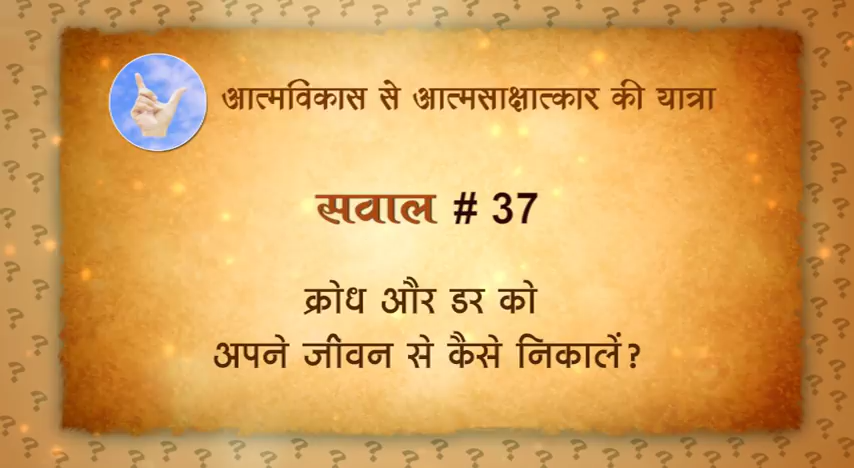 आत्मविकास से आत्मसाक्षात्कार की यात्रा
सवाल # 37
क्रोध और डर को
अपने जीवन से कैसे निकालें?